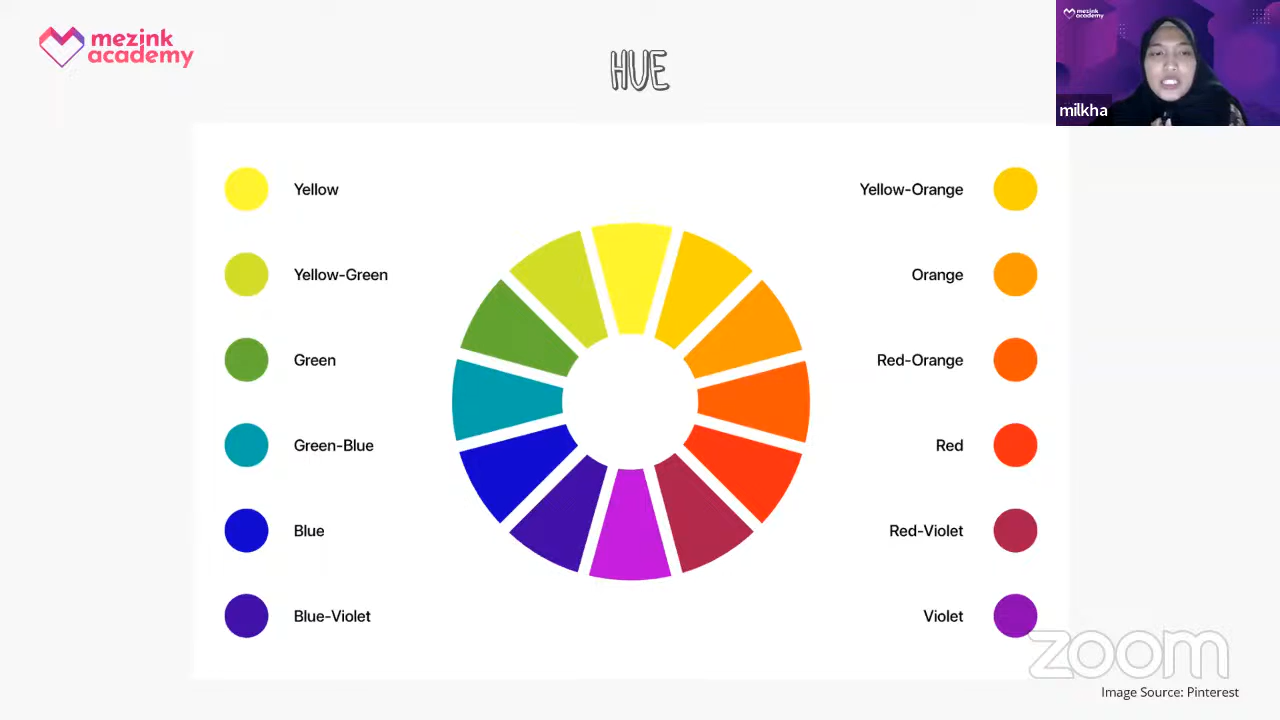 mezink
academy
HUE
mezink
academy
milkha
Yellow
Yellow-Green
Green
Green-Blue
Blue
Blue-Violet
Yellow-Orange
Orange
Red-Orange
Red
Red-Violet
Violet
zoom
Image Source: Pinterest